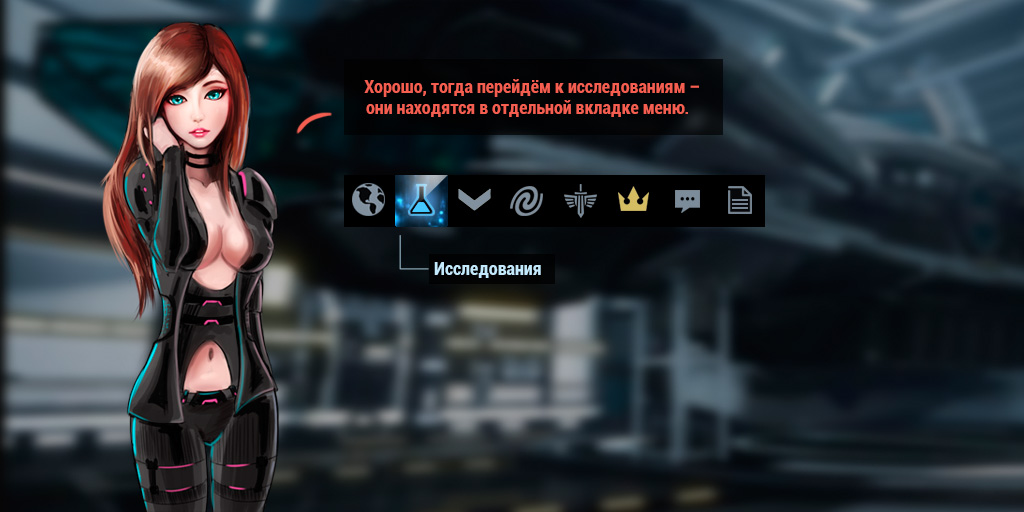 Хорошо, тогда перейдём к исследованиям –
они находятся в отдельной вкладке меню.
Исследования